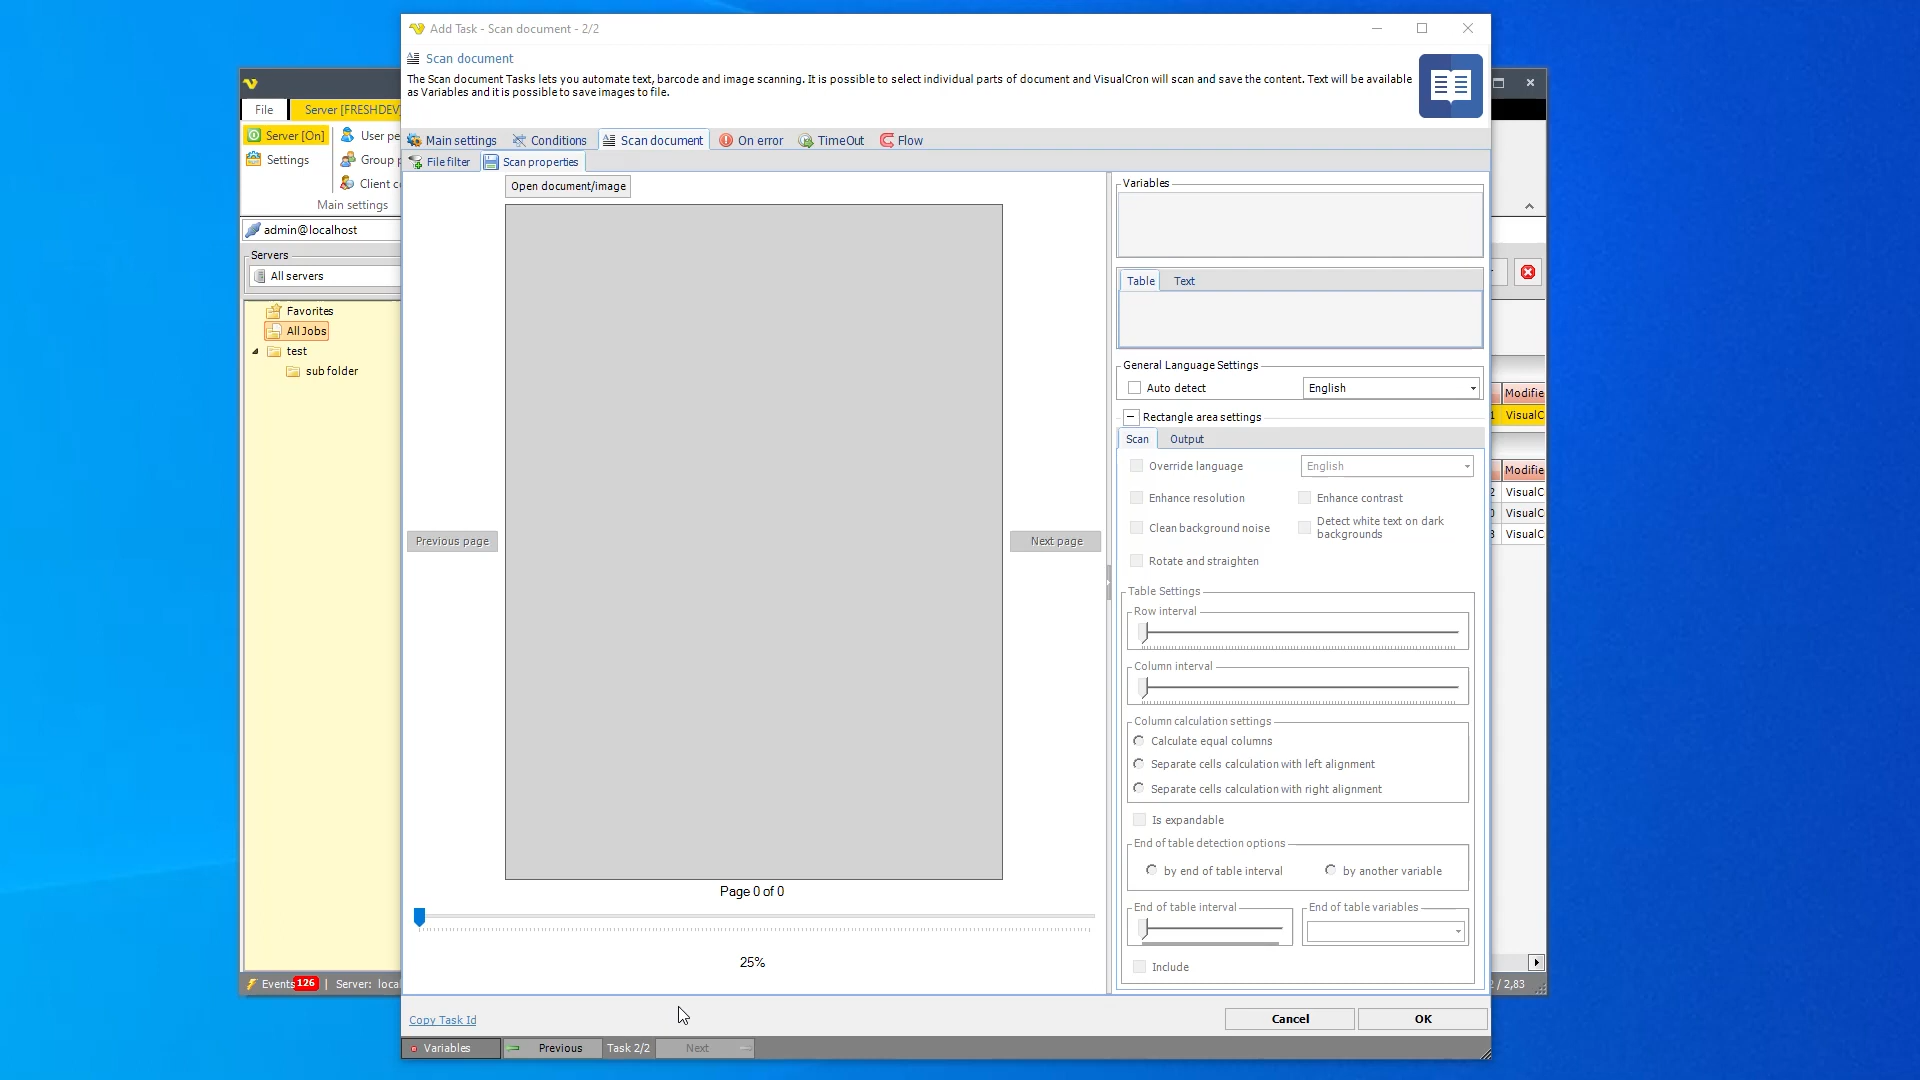 Add Task - Scan document - 2/2
Scan document
The Scan document Tasks lets you automate text, barcode and image scanning. It is possible to select individual parts of document and VisualCron will scan and save the content. Text will be available
as Variables and it is possible to save images to file.
File
Server [FRESHDEV
Server [On]
User pe
Settings
Group p
Client c
Main settings
admin@localhost
Servers
All servers
Favorites
All Jobs
test
sub folder
Main settings
Conditions
Scan document
On error
TimeOut
Flow
File filter
Scan properties
Open document/image
Previous page
Next page
Page 0 of 0
25%
Variables
Table
Text
General Language Settings
Auto detect
English
Rectangle area settings
Scan
Output
Override language
English
Enhance resolution
Enhance contrast
Clean background noise
Detect white text on dark
backgrounds
Rotate and straighten
Table Settings
Row interval
Column interval
Column calculation settings
Calculate equal columns
Separate cells calculation with left alignment
Separate cells calculation with right alignment
Is expandable
End of table detection options
by end of table interval
by another variable
End of table interval
End of table variables
Include
Modifie
1 VisualC
Modifie
2 VisualC
0 VisualC
3 VisualC
Events 126 | Server: loca
2 / 2,83
Copy Task Id
Cancel
OK
Variables
Previous
Task 2/2
Next